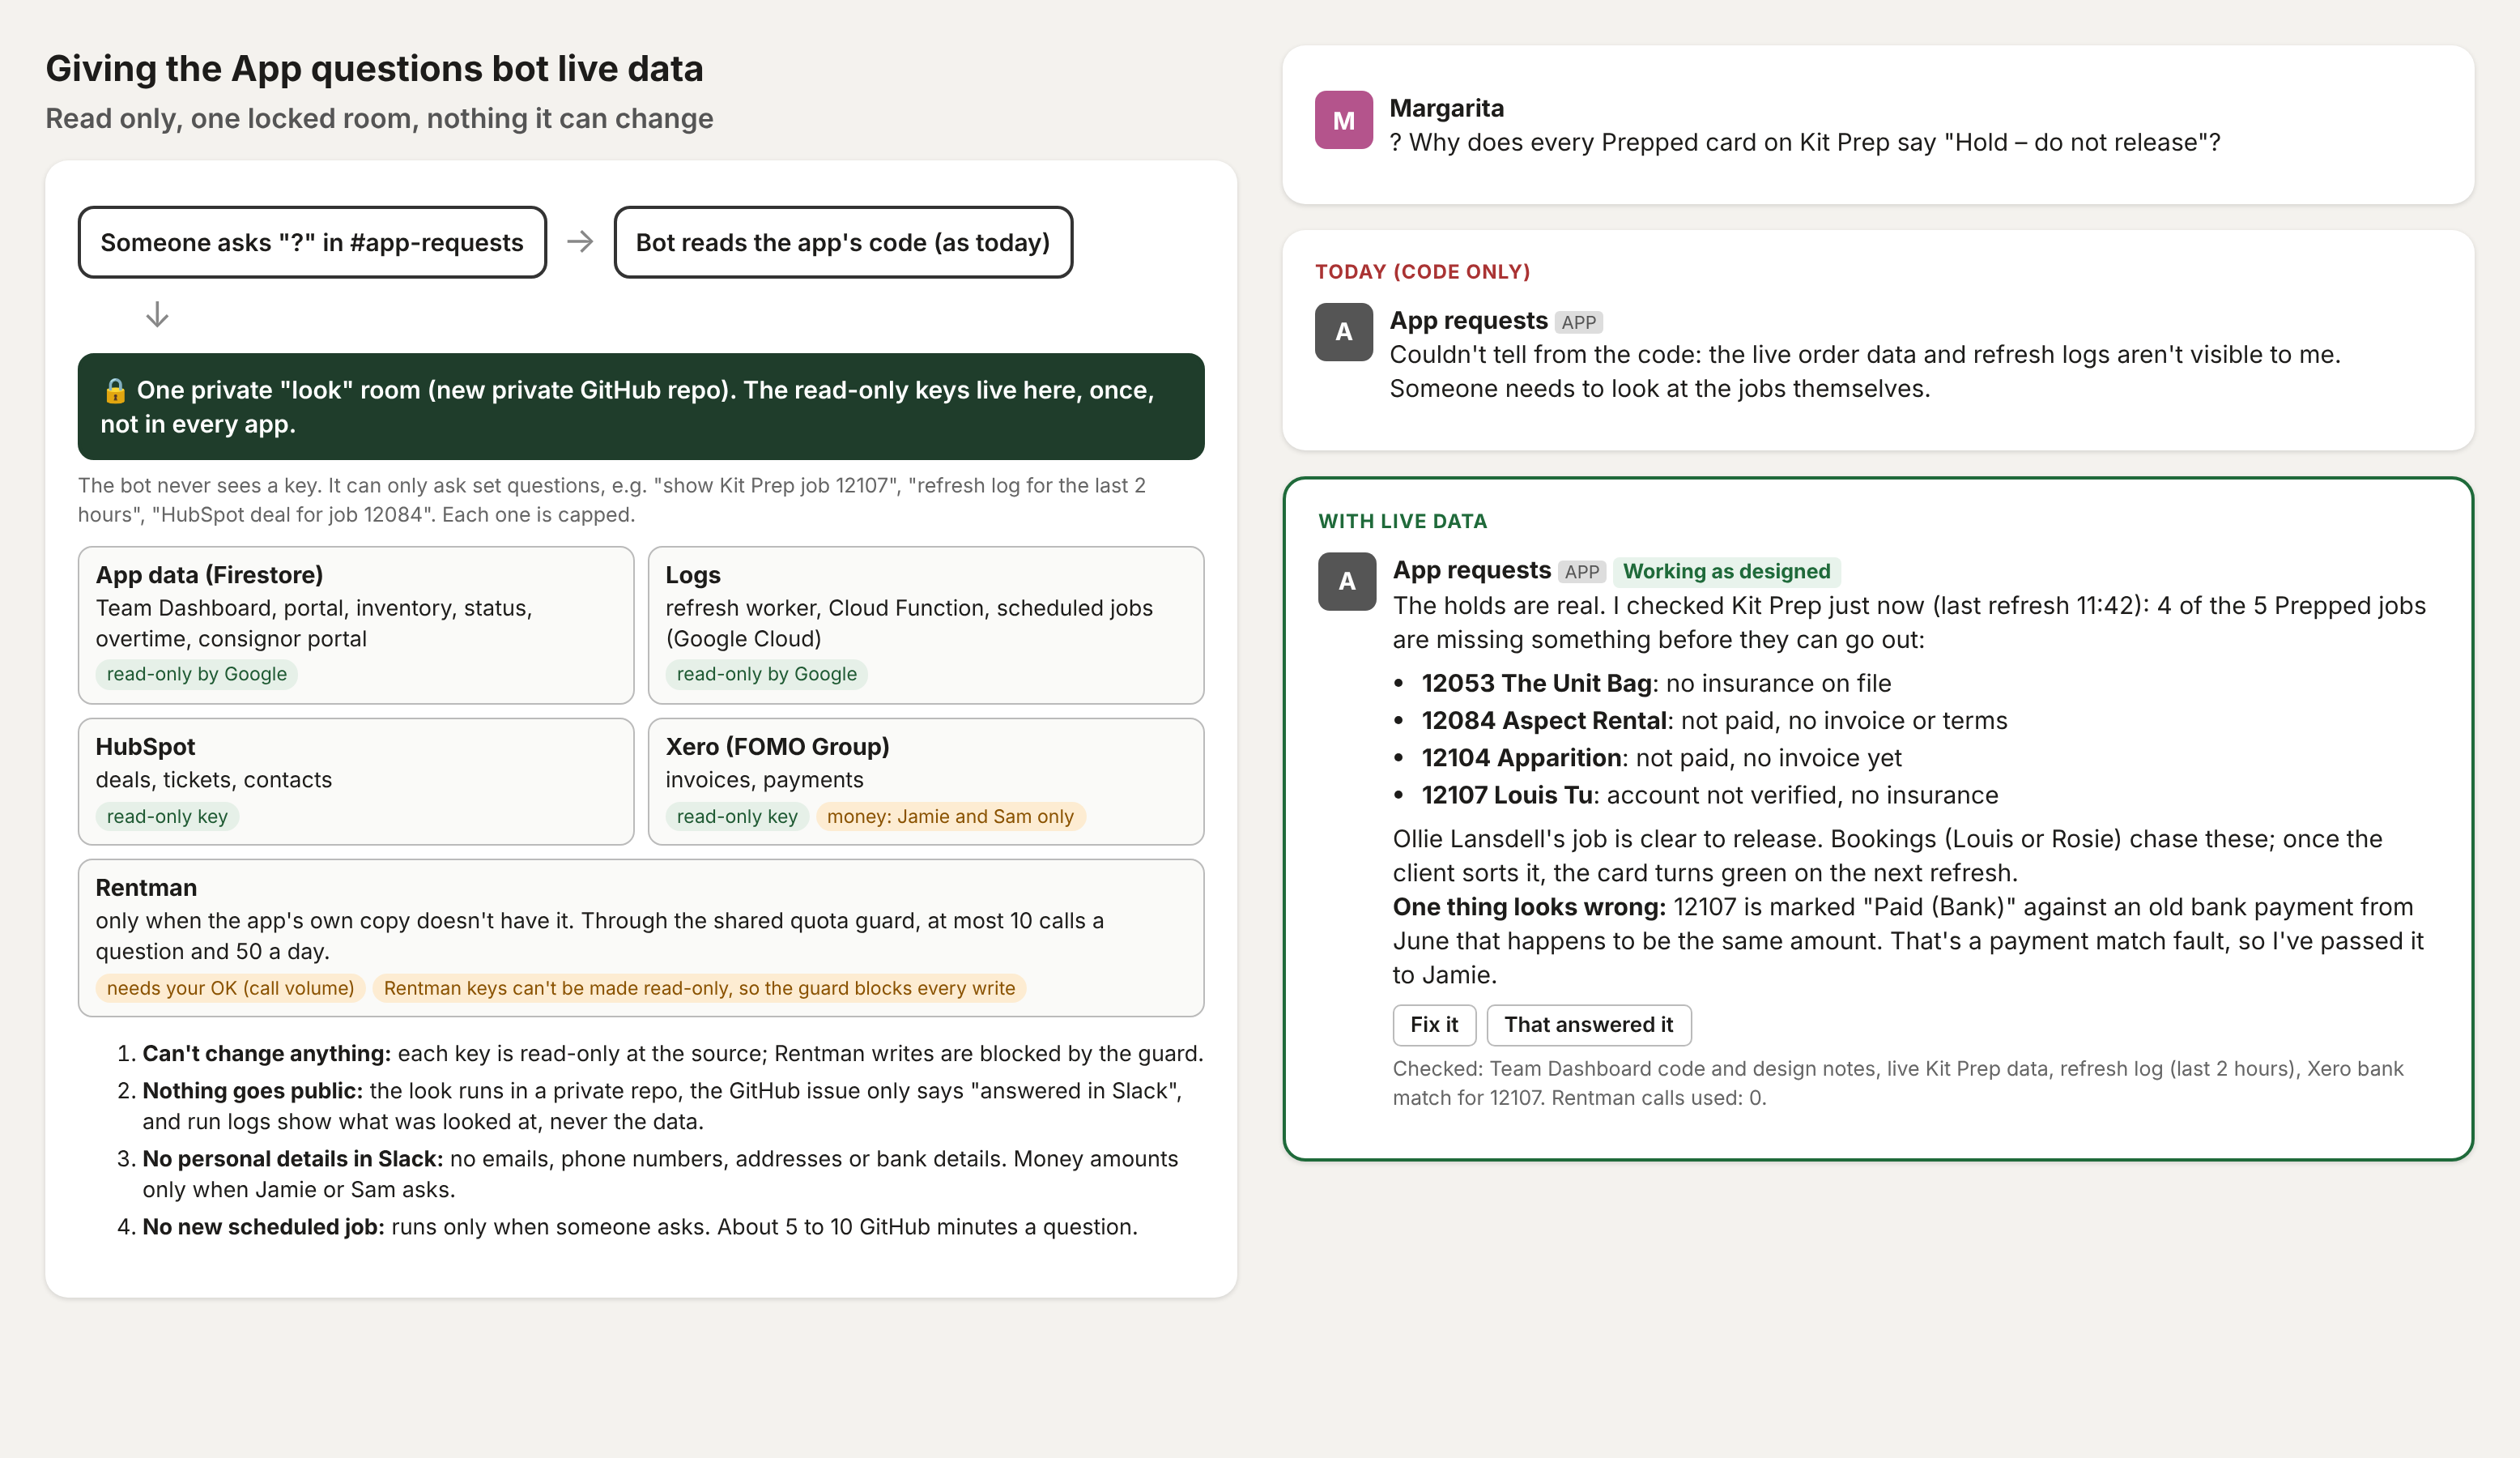 Giving the App questions bot live data
Read only, one locked room, nothing it can change
Someone asks "?" in #app-requests
→
Bot reads the app's code (as today)
↓
🔒 One private "look" room (new private GitHub repo). The read-only keys live here, once,
not in every app.
The bot never sees a key. It can only ask set questions, e.g. "show Kit Prep job 12107", "refresh log for the last 2
hours", "HubSpot deal for job 12084". Each one is capped.
App data (Firestore)
Team Dashboard, portal, inventory, status,
overtime, consignor portal
read-only by Google
Logs
refresh worker, Cloud Function, scheduled jobs
(Google Cloud)
read-only by Google
HubSpot
deals, tickets, contacts
read-only key
Xero (FOMO Group)
invoices, payments
read-only key money: Jamie and Sam only
Rentman
only when the app's own copy doesn't have it. Through the shared quota guard, at most 10 calls a
question and 50 a day.
needs your OK (call volume) Rentman keys can't be made read-only, so the guard blocks every write
1. Can't change anything: each key is read-only at the source; Rentman writes are blocked by the guard.
2. Nothing goes public: the look runs in a private repo, the GitHub issue only says "answered in Slack",
and run logs show what was looked at, never the data.
3. No personal details in Slack: no emails, phone numbers, addresses or bank details. Money amounts
only when Jamie or Sam asks.
4. No new scheduled job: runs only when someone asks. About 5 to 10 GitHub minutes a question.
M
Margarita
? Why does every Prepped card on Kit Prep say "Hold – do not release"?
TODAY (CODE ONLY)
A
App requests APP
Couldn't tell from the code: the live order data and refresh logs aren't visible to me.
Someone needs to look at the jobs themselves.
WITH LIVE DATA
A
App requests APP Working as designed
The holds are real. I checked Kit Prep just now (last refresh 11:42): 4 of the 5 Prepped jobs
are missing something before they can go out:
• 12053 The Unit Bag: no insurance on file
• 12084 Aspect Rental: not paid, no invoice or terms
• 12104 Apparition: not paid, no invoice yet
• 12107 Louis Tu: account not verified, no insurance
Ollie Lansdell's job is clear to release. Bookings (Louis or Rosie) chase these; once the
client sorts it, the card turns green on the next refresh.
One thing looks wrong: 12107 is marked "Paid (Bank)" against an old bank payment from
June that happens to be the same amount. That's a payment match fault, so I've passed it
to Jamie.
Fix it That answered it
Checked: Team Dashboard code and design notes, live Kit Prep data, refresh log (last 2 hours), Xero bank
match for 12107. Rentman calls used: 0.